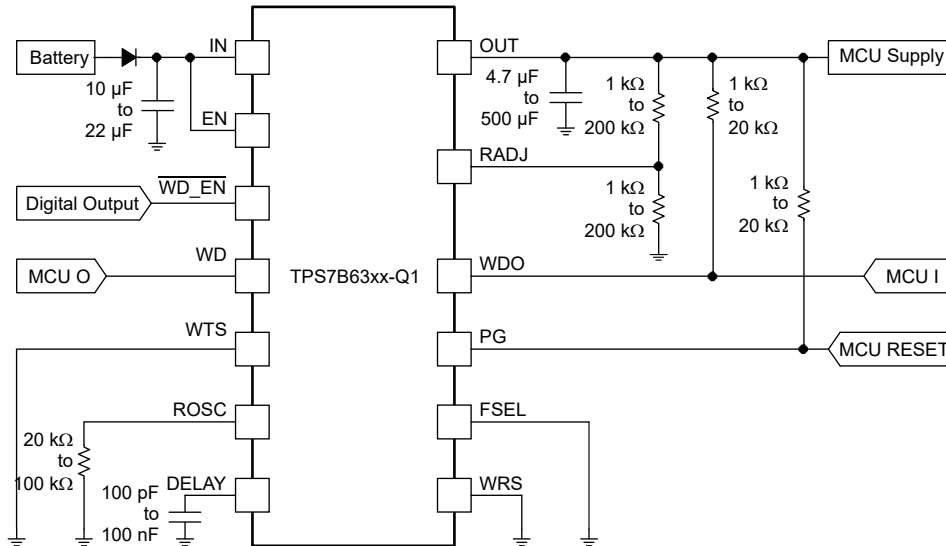 Battery
10 µF
to
22 µF
IN
EN
WD_EN
Digital Output
WD
MCU O
WTS
ROSC
20 kΩ
to
100 kΩ
DELAY
100 pF
to
100 nF
TPS7B63xx-Q1
OUT
4.7 µF
to
500 µF
1 kΩ
to
200 kΩ
1 kΩ
to
20 kΩ
MCU Supply
RADJ
1 kΩ
to
200 kΩ
1 kΩ
to
20 kΩ
WDO
MCU I
PG
MCU RESET
FSEL
WRS